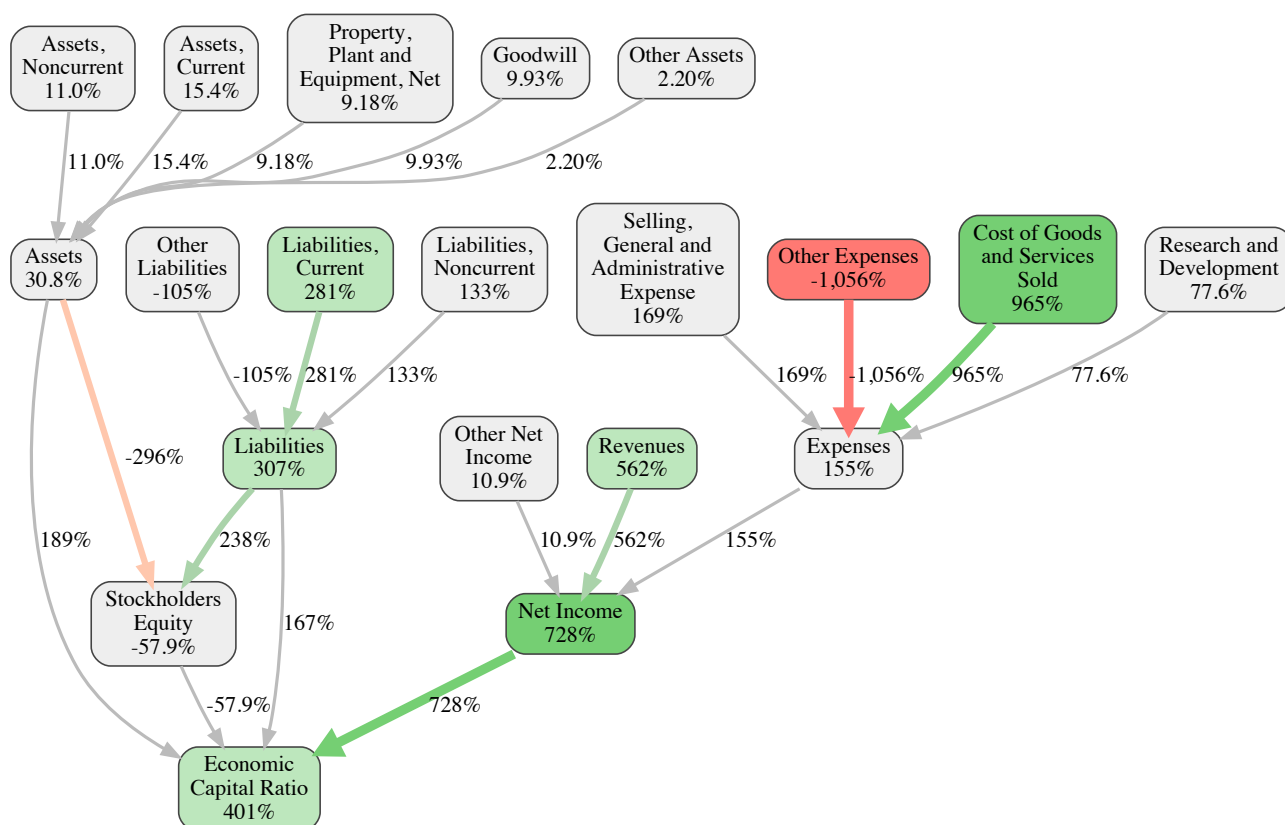 Assets,
Noncurrent
11.0%
Assets,
Current
15.4%
Property,
Plant and
Equipment, Net
9.18%
Goodwill
9.93%
Other Assets
2.20%
11.0%
15.4%
9.18%
9.93%
2.20%
Assets
30.8%
Other
Liabilities
-105%
Liabilities,
Current
281%
Liabilities,
Noncurrent
133%
Selling,
General and
Administrative
Expense
169%
Other Expenses
-1,056%
Cost of Goods
and Services
Sold
965%
Research and
Development
77.6%
-105%
281%
133%
169%
-1,056%
965%
77.6%
-296%
Liabilities
307%
Other Net
Income
10.9%
Revenues
562%
Expenses
155%
189%
238%
10.9%
562%
155%
Stockholders
Equity
-57.9%
167%
Net Income
728%
-57.9%
728%
Economic
Capital Ratio
401%